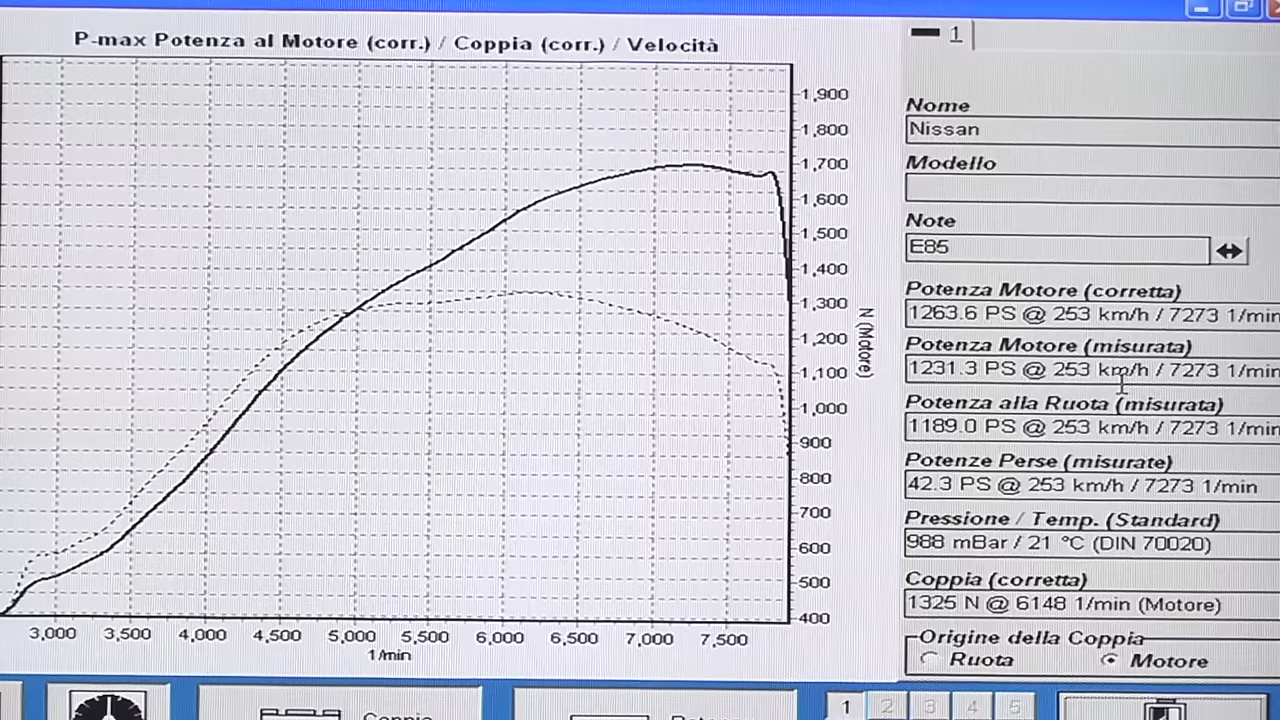 P-max Potenza al Motore (corr.) / Coppia (corr.) / Velocità
1
1,900
1,800
1,700
1,600
1,500
1,400
1,300
1,200
1,100
1,000
900
800
700
600
500
400
N (Motore)
3,000 3,500 4,000 4,500 5,000 5,500 6,000 6,500 7,000 7,500
1/min
Nome
Nissan
Modello
Note
E85
Potenza Motore (corretta)
1263.6 PS @ 253 km/h / 7273 1/min
Potenza Motore (misurata)
1231.3 PS @ 253 km/h / 7273 1/min
Potenza alla Ruota (misurata)
1189.0 PS @ 253 km/h / 7273 1/min
Potenze Perse (misurate)
42.3 PS @ 253 km/h / 7273 1/min
Pressione / Temp. (Standard)
988 mBar / 21 °C (DIN 70020)
Coppia (corretta)
1325 N @ 6148 1/min (Motore)
Origine della Coppia
Ruota Motore
Coppia
1 2 3 4 5